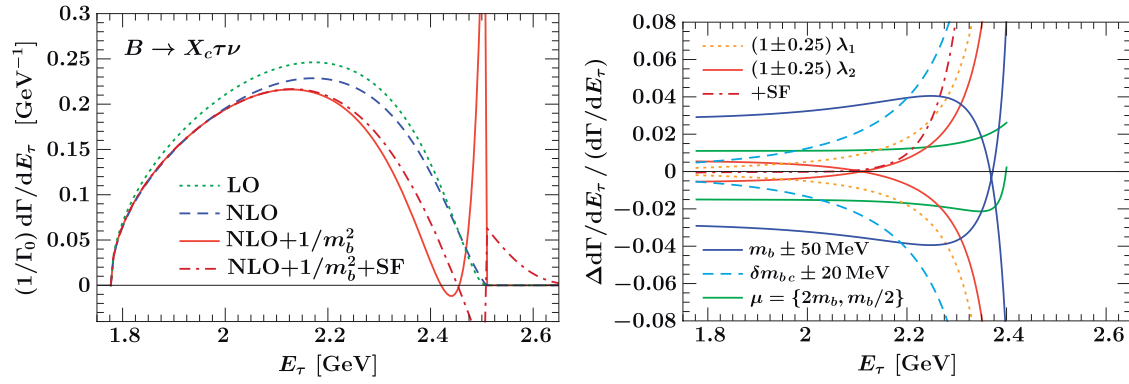 B → X_cτν
(1/Γ_0) dΓ/dE_τ [GeV^{−1}]
0.3
0.25
0.2
0.15
0.1
0.05
0
LO
NLO
NLO+1/m_b^2
NLO+1/m_b^2+SF
1.8 2 2.2 2.4 2.6
E_τ [GeV]
ΔdΓ/dE_τ / (dΓ/dE_τ)
0.08
0.06
0.04
0.02
0
−0.02
−0.04
−0.06
−0.08
(1±0.25) λ_1
(1±0.25) λ_2
+SF
m_b ± 50 MeV
δm_{bc} ± 20 MeV
μ = {2m_b, m_b/2}
1.8 2 2.2 2.4 2.6
E_τ [GeV]